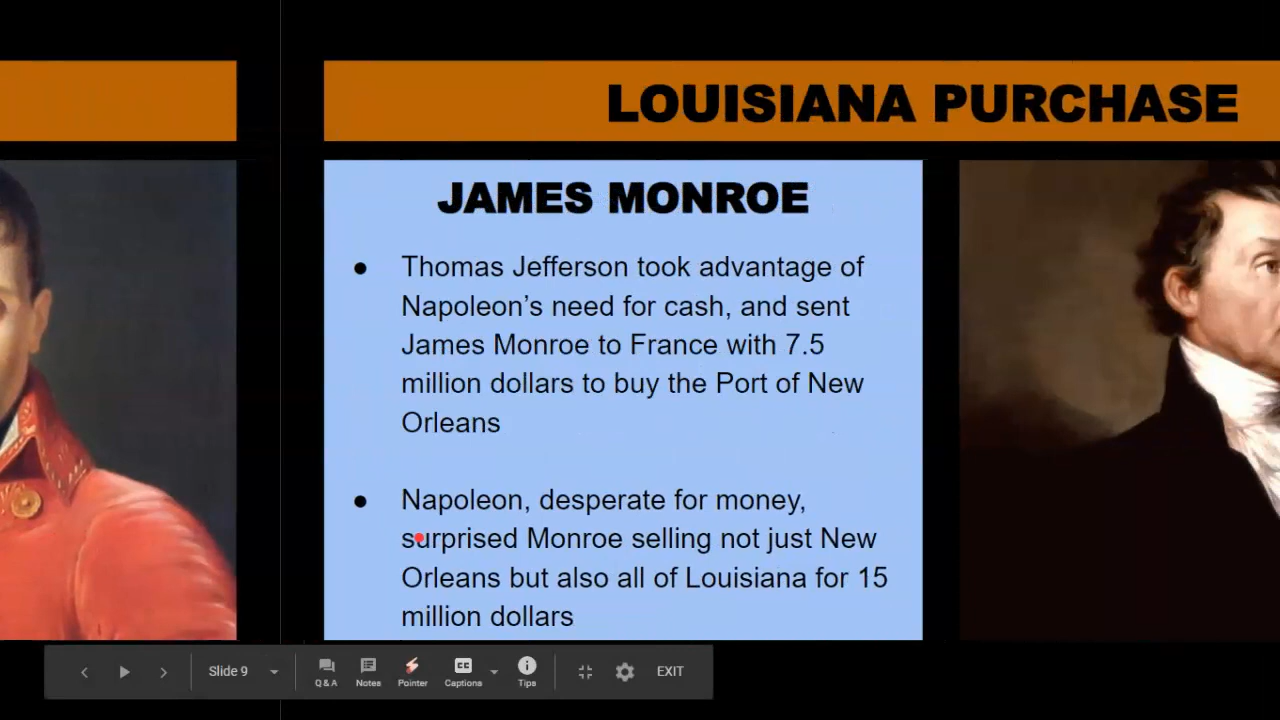 LOUISIANA PURCHASE
JAMES MONROE
● Thomas Jefferson took advantage of
Napoleon’s need for cash, and sent
James Monroe to France with 7.5
million dollars to buy the Port of New
Orleans
● Napoleon, desperate for money,
surprised Monroe selling not just New
Orleans but also all of Louisiana for 15
million dollars
Slide 9
Q & A
Notes
Pointer
CC
Captions
Tips
EXIT